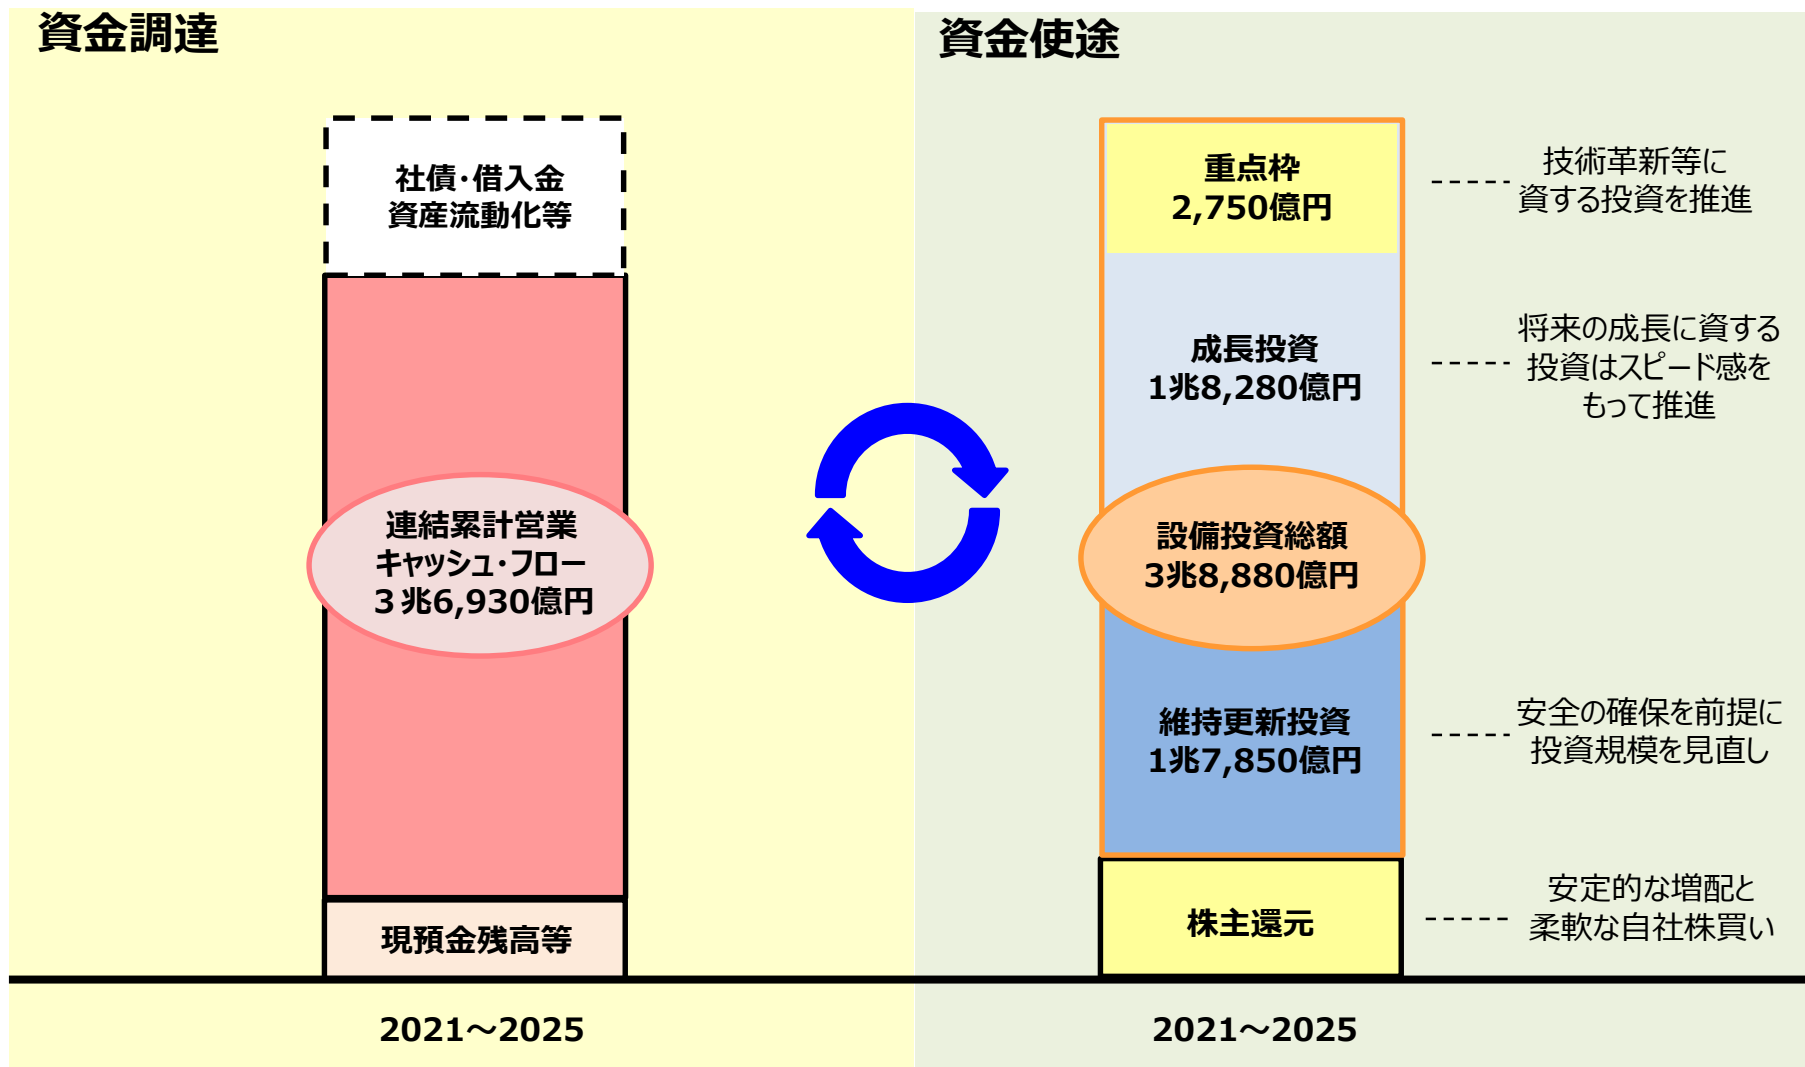 資金調達
社債･借入金
資産流動化等
連結累計営業
キャッシュ･フロー
３兆6,930億円
現預金残高等
2021～2025
資金使途
重点枠
2,750億円
技術革新等に
資する投資を推進
成長投資
1兆8,280億円
将来の成長に資する
投資はスピード感を
もって推進
設備投資総額
3兆8,880億円
維持更新投資
1兆7,850億円
安全の確保を前提に
投資規模を見直し
株主還元
安定的な増配と
柔軟な自社株買い
2021～2025